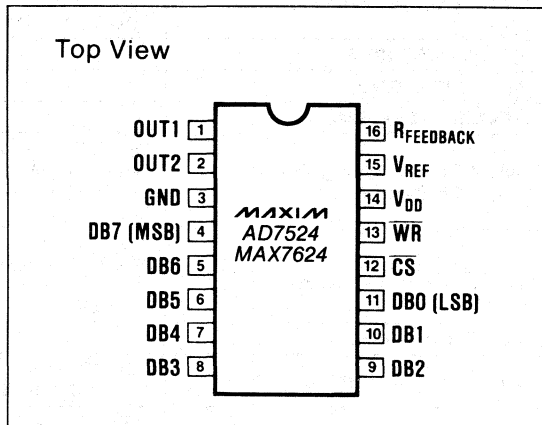 Top View
OUT1 1
OUT2 2
GND 3
DB7 (MSB) 4
DB6 5
DB5 6
DB4 7
DB3 8
MAXIM
AD7524
MAX7624
16 RFEEDBACK
15 VREF
14 VDD
13 WR
12 CS
11 DB0 (LSB)
10 DB1
9 DB2